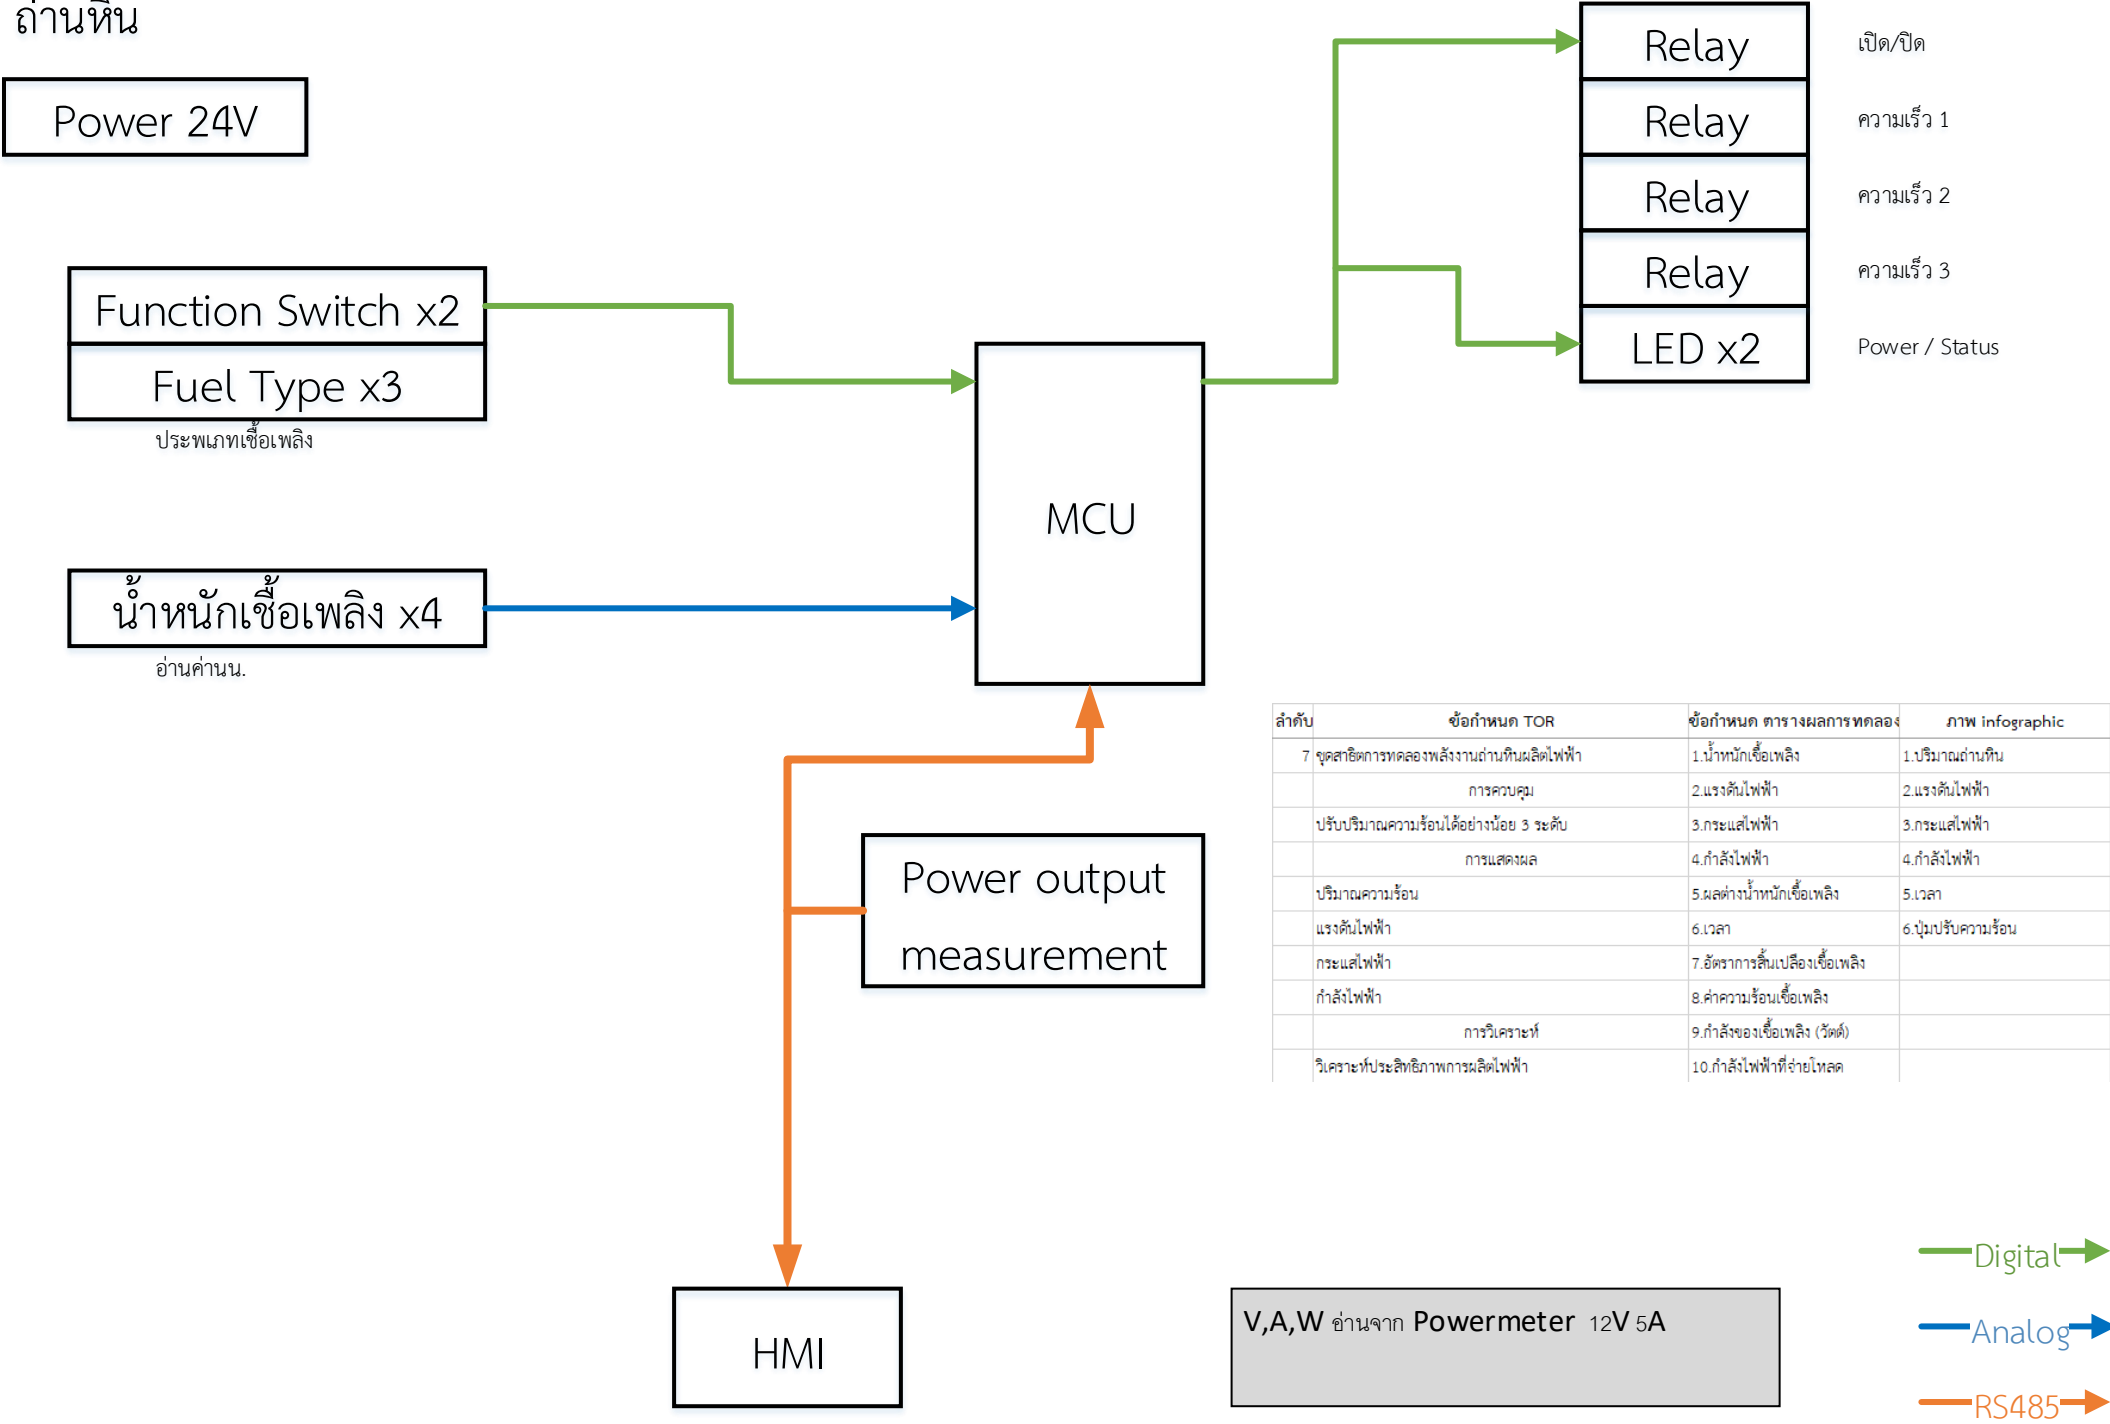 ถ่านหิน
Power 24V
Function Switch x2
Fuel Type x3
ประพเภทเชื้อเพลิง
น้ำหนักเชื้อเพลิง x4
อ่านค่านน.
MCU
Relay
เปิด/ปิด
Relay
ความเร็ว 1
Relay
ความเร็ว 2
Relay
ความเร็ว 3
LED x2
Power / Status
Power output
measurement
HMI
ลำดับ ข้อกำหนด TOR ข้อกำหนด ตารางผลการทดลอง ภาพ infographic
7 ชุดสาธิตการทดลองพลังงานถ่านหินผลิตไฟฟ้า 1.น้ำหนักเชื้อเพลิง 1.ปริมาณถ่านหิน
การควบคุม 2.แรงดันไฟฟ้า 2.แรงดันไฟฟ้า
ปรับปริมาณความร้อนได้อย่างน้อย 3 ระดับ 3.กระแสไฟฟ้า 3.กระแสไฟฟ้า
การแสดงผล 4.กำลังไฟฟ้า 4.กำลังไฟฟ้า
ปริมาณความร้อน 5.ผลต่างน้ำหนักเชื้อเพลิง 5.เวลา
แรงดันไฟฟ้า 6.เวลา 6.ปุ่มปรับความร้อน
กระแสไฟฟ้า 7.อัตราการสิ้นเปลืองเชื้อเพลิง
กำลังไฟฟ้า 8.ค่าความร้อนเชื้อเพลิง
การวิเคราะห์ 9.กำลังของเชื้อเพลิง (วัตต์)
วิเคราะห์ประสิทธิภาพการผลิตไฟฟ้า 10.กำลังไฟฟ้าที่จ่ายโหลด
V,A,W อ่านจาก Powermeter 12V 5A
Digital
Analog
RS485